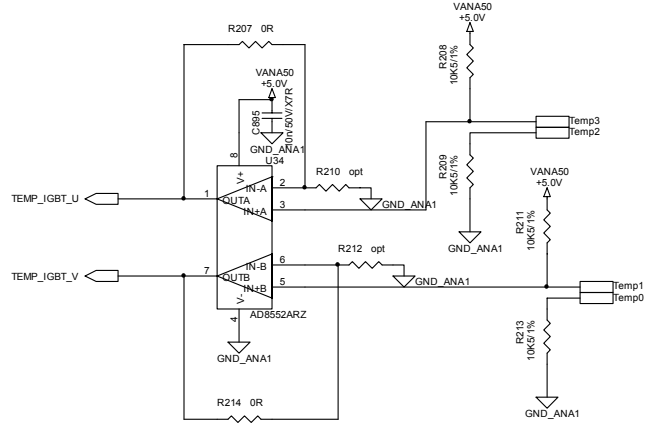 R207 0R
VANA50
+5.0V
R208
10K5/1%
VANA50
+5.0V
C895
10n/50V/X7R
GND_ANA1
U34
8
V+
Temp3
Temp2
R209
10K5/1%
TEMP_IGBT_U
1
OUTA
IN-A
2
R210 opt
IN+A
3
GND_ANA1
VANA50
+5.0V
R211
10K5/1%
GND_ANA1
TEMP_IGBT_V
7
OUTB
IN-B
6
R212 opt
IN+B
5
GND_ANA1
Temp1
Temp0
V-
4
AD8552ARZ
R213
10K5/1%
GND_ANA1
R214 0R
GND_ANA1